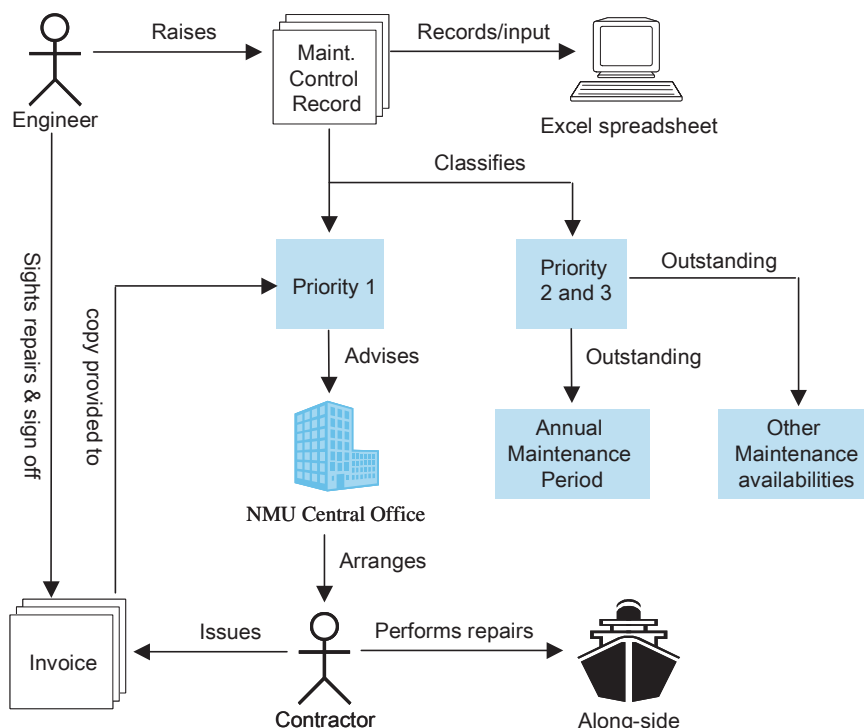 Raises
Maint.
Control
Record
Records/input
Engineer
Excel spreadsheet
Classifies
Priority 1
Priority
2 and 3
Outstanding
Sights repairs & sign off
copy provided to
Advises
Outstanding
Annual
Maintenance
Period
Other
Maintenance
availabilities
NMU Central Office
Arranges
Invoice
Issues
Performs repairs
Contractor
Along-side